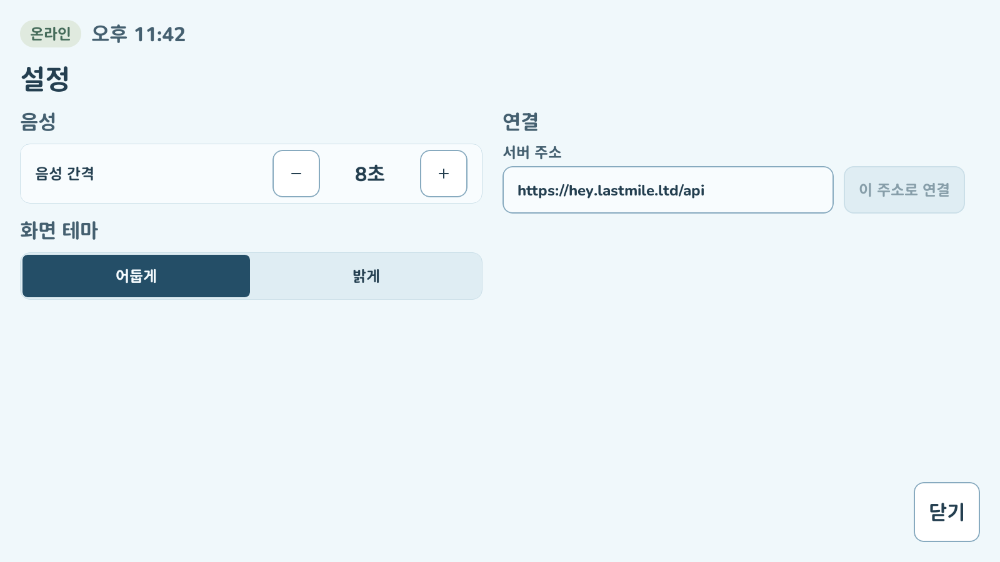 온라인 오후 11:42
설정
음성
음성 간격 − 8초 +
화면 테마
어둡게 밝게
연결
서버 주소
https://hey.lastmile.ltd/api 이 주소로 연결
닫기